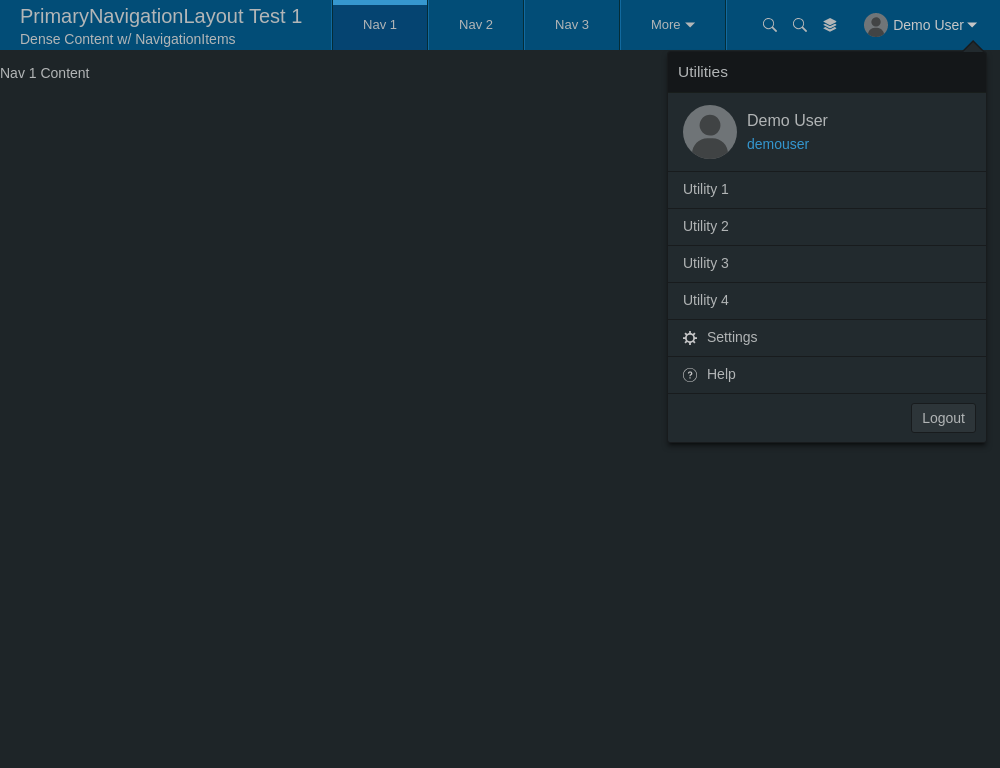 PrimaryNavigationLayout Test 1
Dense Content w/ NavigationItems
Nav 1
Nav 2
Nav 3
More
Demo User
Nav 1 Content
Utilities
Demo User
demouser
Utility 1
Utility 2
Utility 3
Utility 4
Settings
Help
Logout